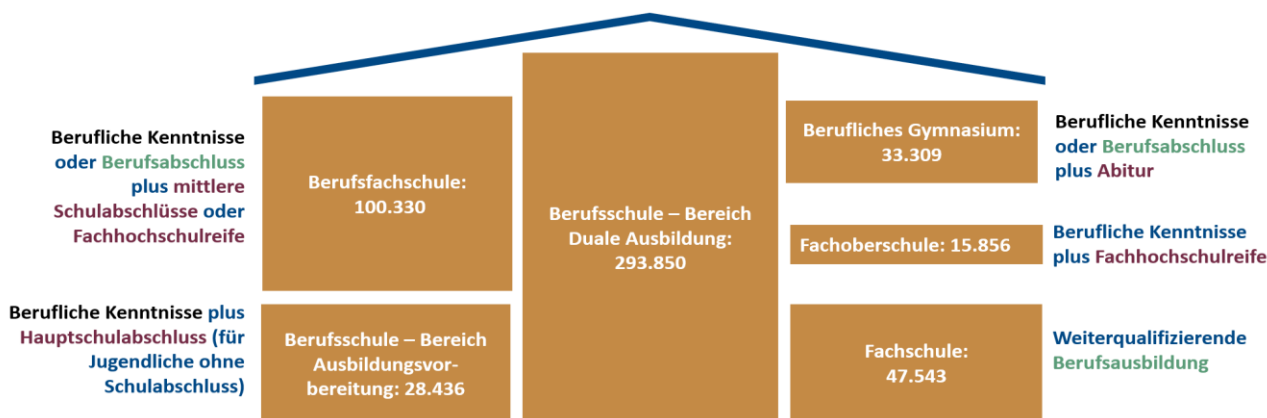 Berufliche Kenntnisse
oder Berufsabschluss
plus mittlere
Schulabschlüsse oder
Fachhochschulreife
Berufsfachschule:
100.330
Berufliche Kenntnisse plus
Hauptschulabschluss (für
Jugendliche ohne
Schulabschluss)
Berufsschule – Bereich
Ausbildungsvor-
bereitung: 28.436
Berufsschule – Bereich
Duale Ausbildung:
293.850
Berufliches Gymnasium:
33.309
Berufliche Kenntnisse
oder Berufsabschluss
plus Abitur
Fachoberschule: 15.856
Berufliche Kenntnisse
plus Fachhochschulreife
Fachschule:
47.543
Weiterqualifizierende
Berufsausbildung